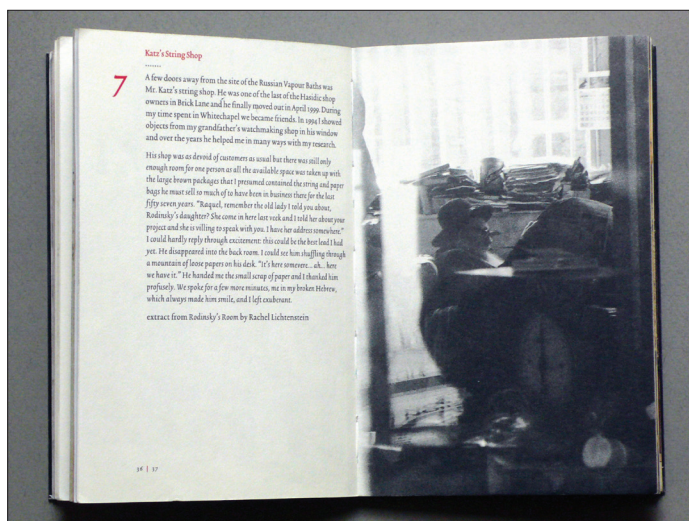 Katz's String Shop
7
A few doors away from the site of the Russian Vapour Baths was
Mr. Katz's string shop. He was one of the last of the Hasidic shop
owners in Brick Lane and he finally moved out in April 1999. During
my time spent in Whitechapel we became friends. In 1994 I showed
objects from my grandfather's watchmaking shop in his window
and over the years he helped me in many ways with my research.
His shop was as devoid of customers as usual but there was still only
enough room for one person as all the available space was taken up with
the large brown packages that I presumed contained the string and paper
bags he must sell so much of to have been in business there for the last
fifty seven years. "Raquel, remember the old lady I told you about,
Rodinsky's daughter? She come in here last veek and I told her about your
project and she is villing to speak with you. I have her address somewhere."
I could hardly reply through excitement: this could be the best lead I had
yet. He disappeared into the back room. I could see him shuffling through
a mountain of loose papers on his desk. "It's here somevere... ah... here
we have it." He handed me the small scrap of paper and I thanked him
profusely. We spoke for a few more minutes, me in my broken Hebrew,
which always made him smile, and I left exuberant.
extract from Rodinsky's Room by Rachel Lichtenstein
36 | 37